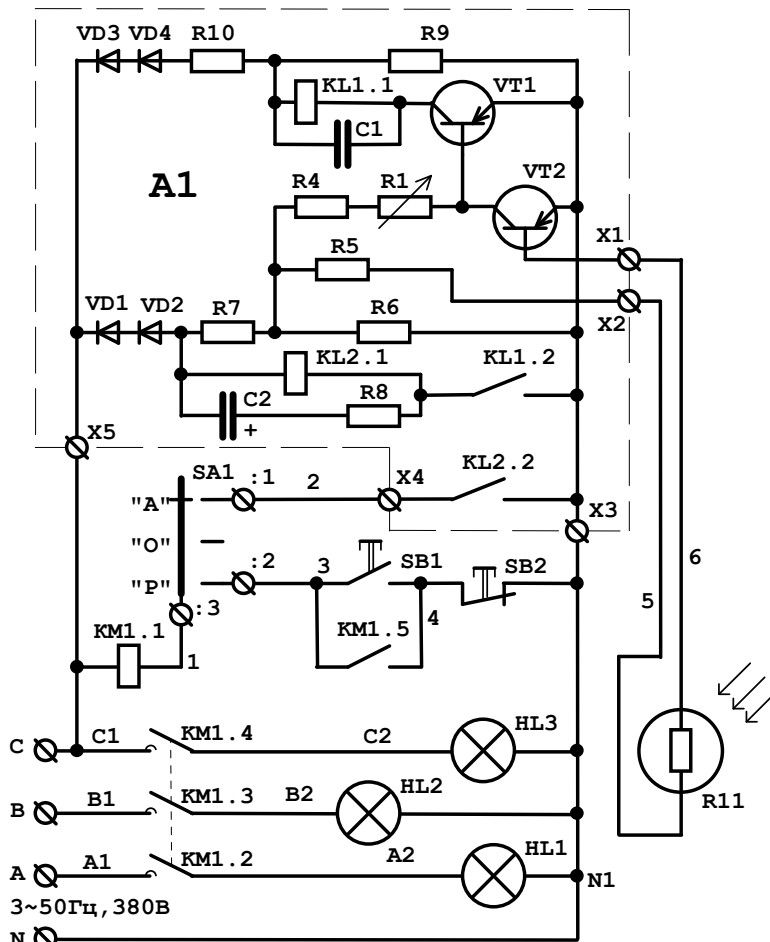 VD3 VD4 R10 R9
KL1.1 VT1
C1
A1
R4 R1 VT2
R5 X1
X2
VD1 VD2 R7 R6
KL2.1 KL1.2
C2 R8
+
X5
SA1 :1 2 X4 KL2.2
"А"
X3
"О"
:2 3 SB1 SB2
"Р"
6
5
:3 4
KM1.1 1 KM1.5
C C1 KM1.4 C2 HL3
B B1 KM1.3 B2 HL2
R11
A A1 KM1.2 A2 HL1
N1
3~50Гц,380В
N